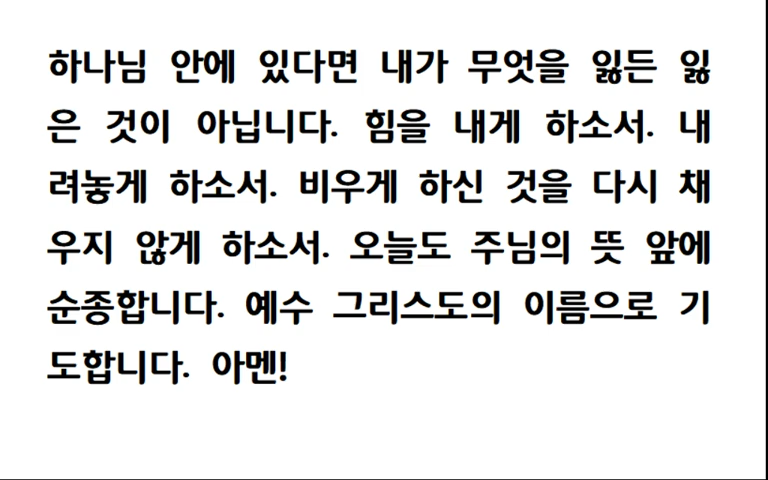 하나님 안에 있다면 내가 무엇을 잃든 잃
은 것이 아닙니다. 힘을 내게 하소서. 내
려놓게 하소서. 비우게 하신 것을 다시 채
우지 않게 하소서. 오늘도 주님의 뜻 앞에
순종합니다. 예수 그리스도의 이름으로 기
도합니다. 아멘!